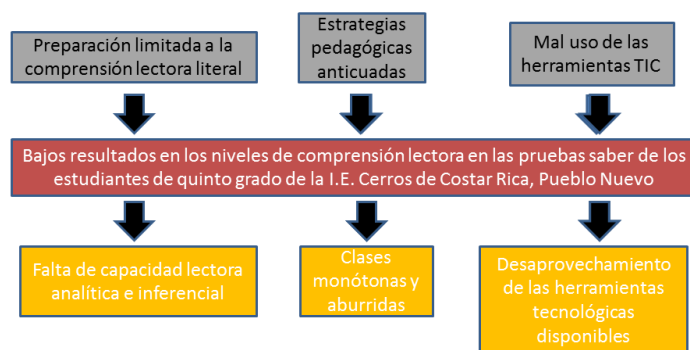 Preparación limitada a la
comprensión lectora literal
Estrategias
pedagógicas
anticuadas
Mal uso de las
herramientas TIC
Bajos resultados en los niveles de comprensión lectora en las pruebas saber de los
estudiantes de quinto grado de la I.E. Cerros de Costar Rica, Pueblo Nuevo
Falta de capacidad lectora
analítica e inferencial
Clases
monótonas y
aburridas
Desaprovechamiento
de las herramientas
tecnológicas
disponibles